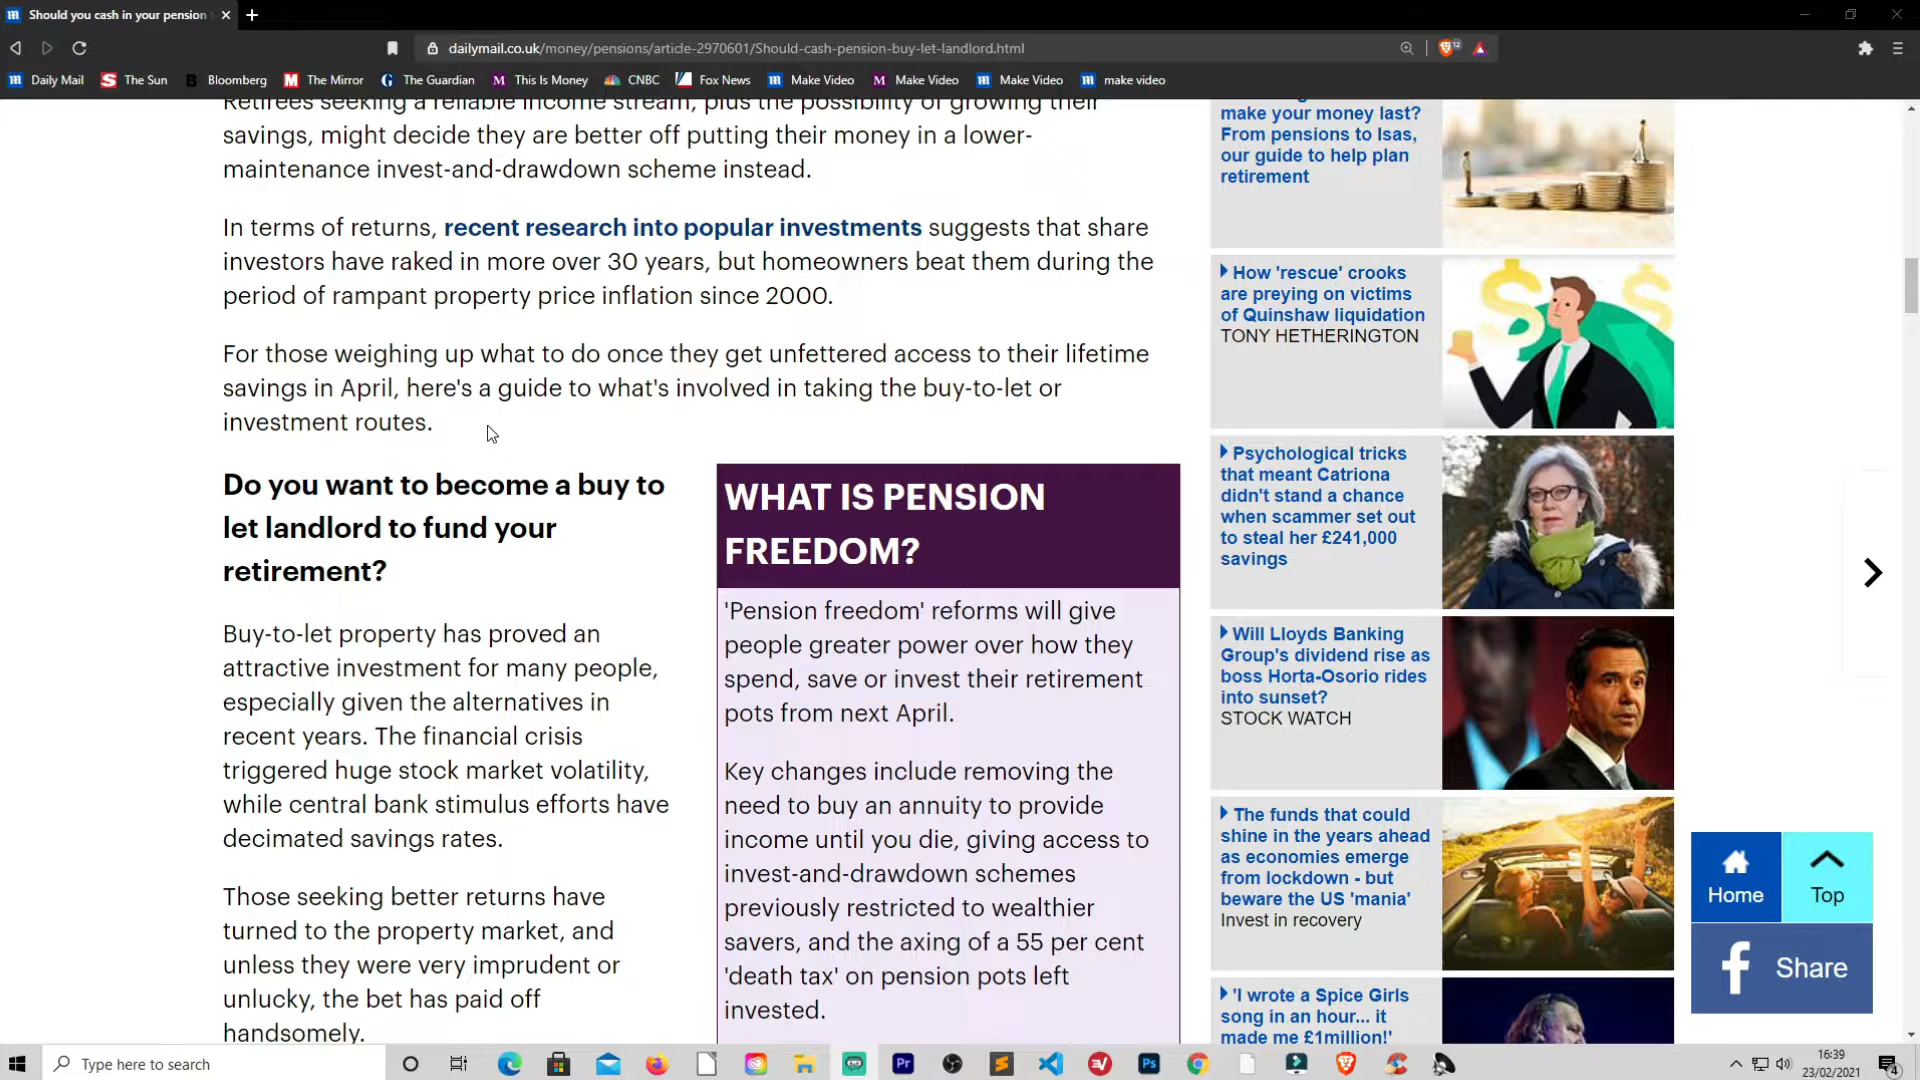 Should you cash in your pension
dailymail.co.uk/money/pensions/article-2970601/Should-cash-pension-buy-let-landlord.html
12
Daily Mail
The Sun
Bloomberg
The Mirror
The Guardian
This Is Money
CNBC
Fox News
Make Video
Make Video
Make Video
make video
Retirees seeking a reliable income stream, plus the possibility of growing their
savings, might decide they are better off putting their money in a lower-
maintenance invest-and-drawdown scheme instead.
In terms of returns, recent research into popular investments suggests that share
investors have raked in more over 30 years, but homeowners beat them during the
period of rampant property price inflation since 2000.
For those weighing up what to do once they get unfettered access to their lifetime
savings in April, here's a guide to what's involved in taking the buy-to-let or
investment routes.
Do you want to become a buy to
let landlord to fund your
retirement?
Buy-to-let property has proved an
attractive investment for many people,
especially given the alternatives in
recent years. The financial crisis
triggered huge stock market volatility,
while central bank stimulus efforts have
decimated savings rates.
Those seeking better returns have
turned to the property market, and
unless they were very imprudent or
unlucky, the bet has paid off
handsomely.
WHAT IS PENSION
FREEDOM?
'Pension freedom' reforms will give
people greater power over how they
spend, save or invest their retirement
pots from next April.
Key changes include removing the
need to buy an annuity to provide
income until you die, giving access to
invest-and-drawdown schemes
previously restricted to wealthier
savers, and the axing of a 55 per cent
'death tax' on pension pots left
invested.
make your money last?
From pensions to Isas,
our guide to help plan
retirement
How 'rescue' crooks
are preying on victims
of Quinshaw liquidation
TONY HETHERINGTON
Psychological tricks
that meant Catriona
didn't stand a chance
when scammer set out
to steal her £241,000
savings
Will Lloyds Banking
Group's dividend rise as
boss Horta-Osorio rides
into sunset?
STOCK WATCH
The funds that could
shine in the years ahead
as economies emerge
from lockdown - but
beware the US 'mania'
Invest in recovery
'I wrote a Spice Girls
song in an hour... it
made me £1million!'
Home
Top
Share
Type here to search
Pr
Ps
16:39
23/02/2021
4